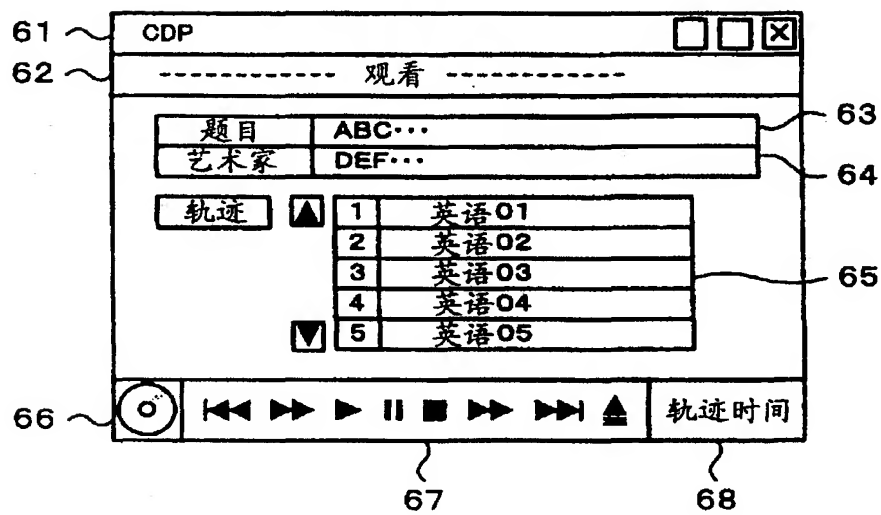 61 CDP
62 ------------ 观看 ------------
题目 ABC··· 63
艺术家 DEF··· 64
轨迹 1 英语01
2 英语02
3 英语03 65
4 英语04
5 英语05
66 轨迹时间
67 68